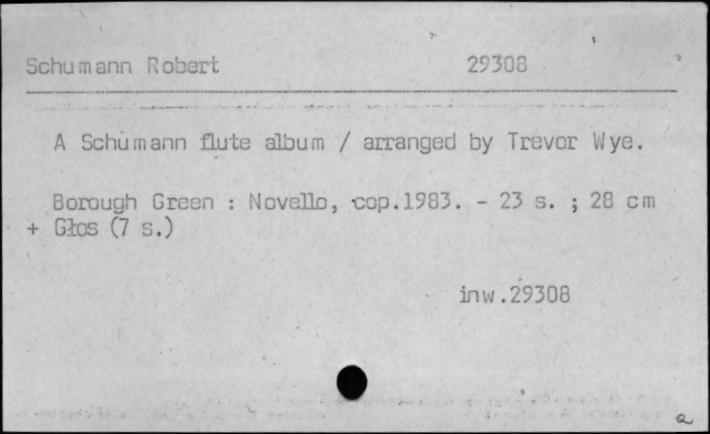 Schumann Robert 29308
A Schumann flute album / arranged by Trevor Wye.
Borough Green : Novello, cop.1983. - 23 s. ; 28 cm
+ Głos (7 s.)
inw.29308
a